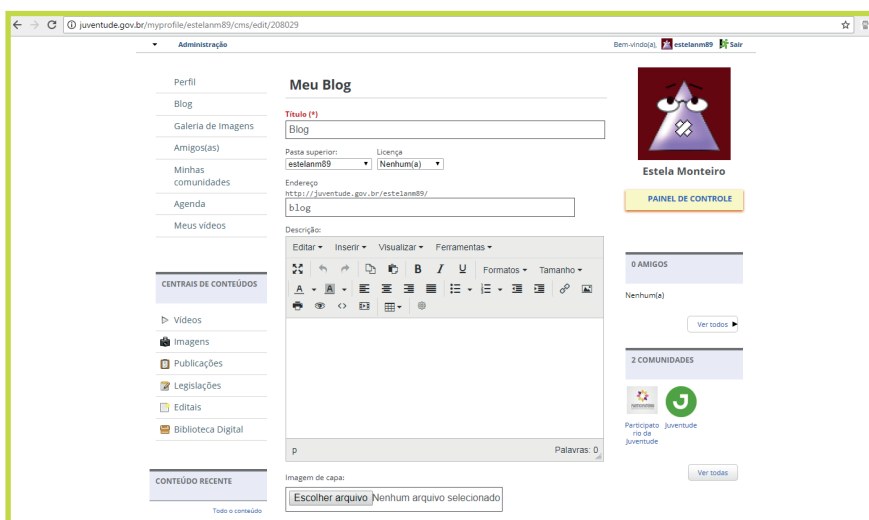 juventude.gov.br/myprofile/estelanm89/cms/edit/208029
Administração
Bem-vindo(a), estelanm89 Sair
Perfil
Blog
Galeria de Imagens
Amigos(as)
Minhas
comunidades
Agenda
Meus vídeos
CENTRAIS DE CONTEÚDOS
Vídeos
Imagens
Publicações
Legislações
Editais
Biblioteca Digital
CONTEÚDO RECENTE
Todo o conteúdo
Meu Blog
Título (*)
Blog
Pasta superior: Licença
estelanm89 Nenhum(a)
Endereço
http://juventude.gov.br/estelanm89/
blog
Descrição:
Editar Inserir Visualizar Ferramentas
B I U Formatos Tamanho
A A
p Palavras: 0
Imagem de capa:
Escolher arquivo Nenhum arquivo selecionado
Estela Monteiro
PAINEL DE CONTROLE
0 AMIGOS
Nenhum(a)
Ver todos
2 COMUNIDADES
J
Participato Juventude
rio da
Juventude
Ver todas